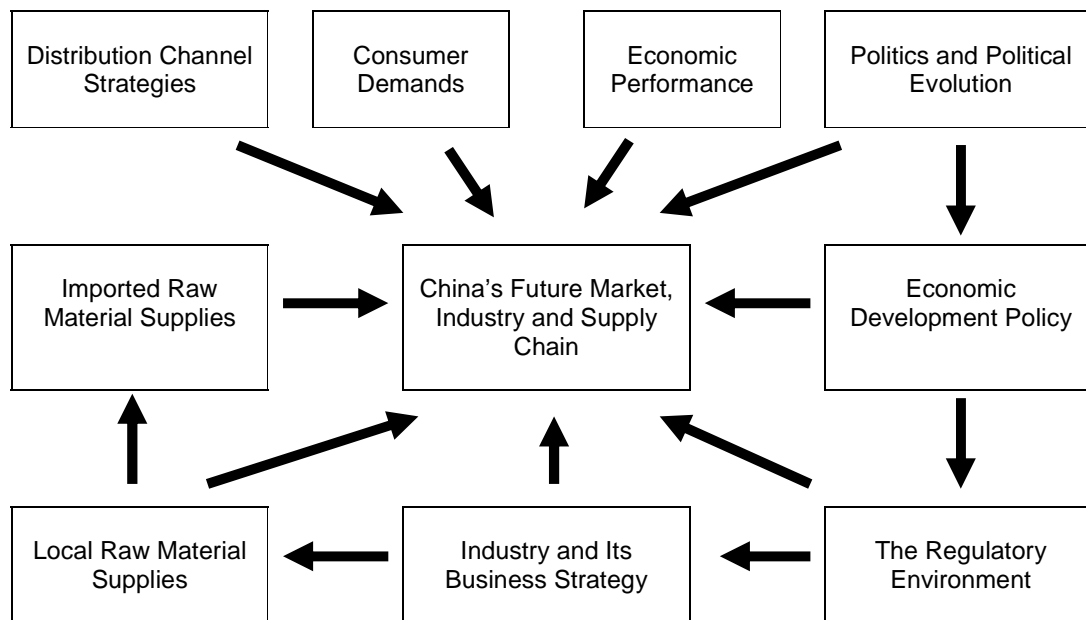 Distribution Channel
Strategies
Consumer
Demands
Economic
Performance
Politics and Political
Evolution
Imported Raw
Material Supplies
China’s Future Market,
Industry and Supply
Chain
Economic
Development Policy
Local Raw Material
Supplies
Industry and Its
Business Strategy
The Regulatory
Environment